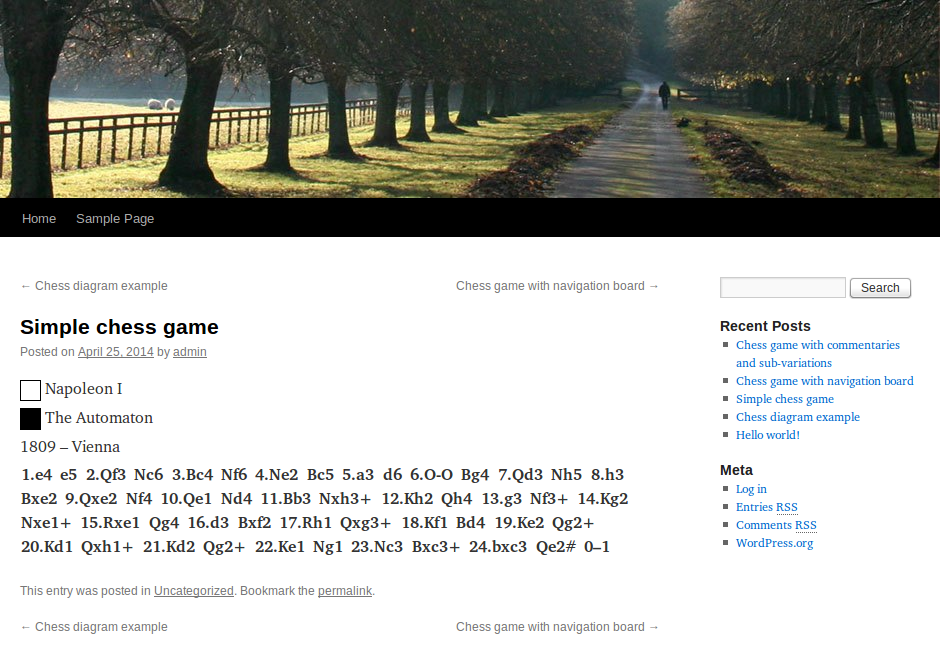 Home Sample Page
← Chess diagram example
Chess game with navigation board →
Simple chess game
Posted on April 25, 2014 by admin
Napoleon I
The Automaton
1809 – Vienna
1.e4 e5 2.Qf3 Nc6 3.Bc4 Nf6 4.Ne2 Bc5 5.a3 d6 6.O-O Bg4 7.Qd3 Nh5 8.h3
Bxe2 9.Qxe2 Nf4 10.Qe1 Nd4 11.Bb3 Nxh3+ 12.Kh2 Qh4 13.g3 Nf3+ 14.Kg2
Nxe1+ 15.Rxe1 Qg4 16.d3 Bxf2 17.Rh1 Qxg3+ 18.Kf1 Bd4 19.Ke2 Qg2+
20.Kd1 Qxh1+ 21.Kd2 Qg2+ 22.Ke1 Ng1 23.Nc3 Bxc3+ 24.bxc3 Qe2# 0–1
This entry was posted in Uncategorized. Bookmark the permalink.
← Chess diagram example
Chess game with navigation board →
Search
Recent Posts
Chess game with commentaries
and sub-variations
Chess game with navigation board
Simple chess game
Chess diagram example
Hello world!
Meta
Log in
Entries RSS
Comments RSS
WordPress.org